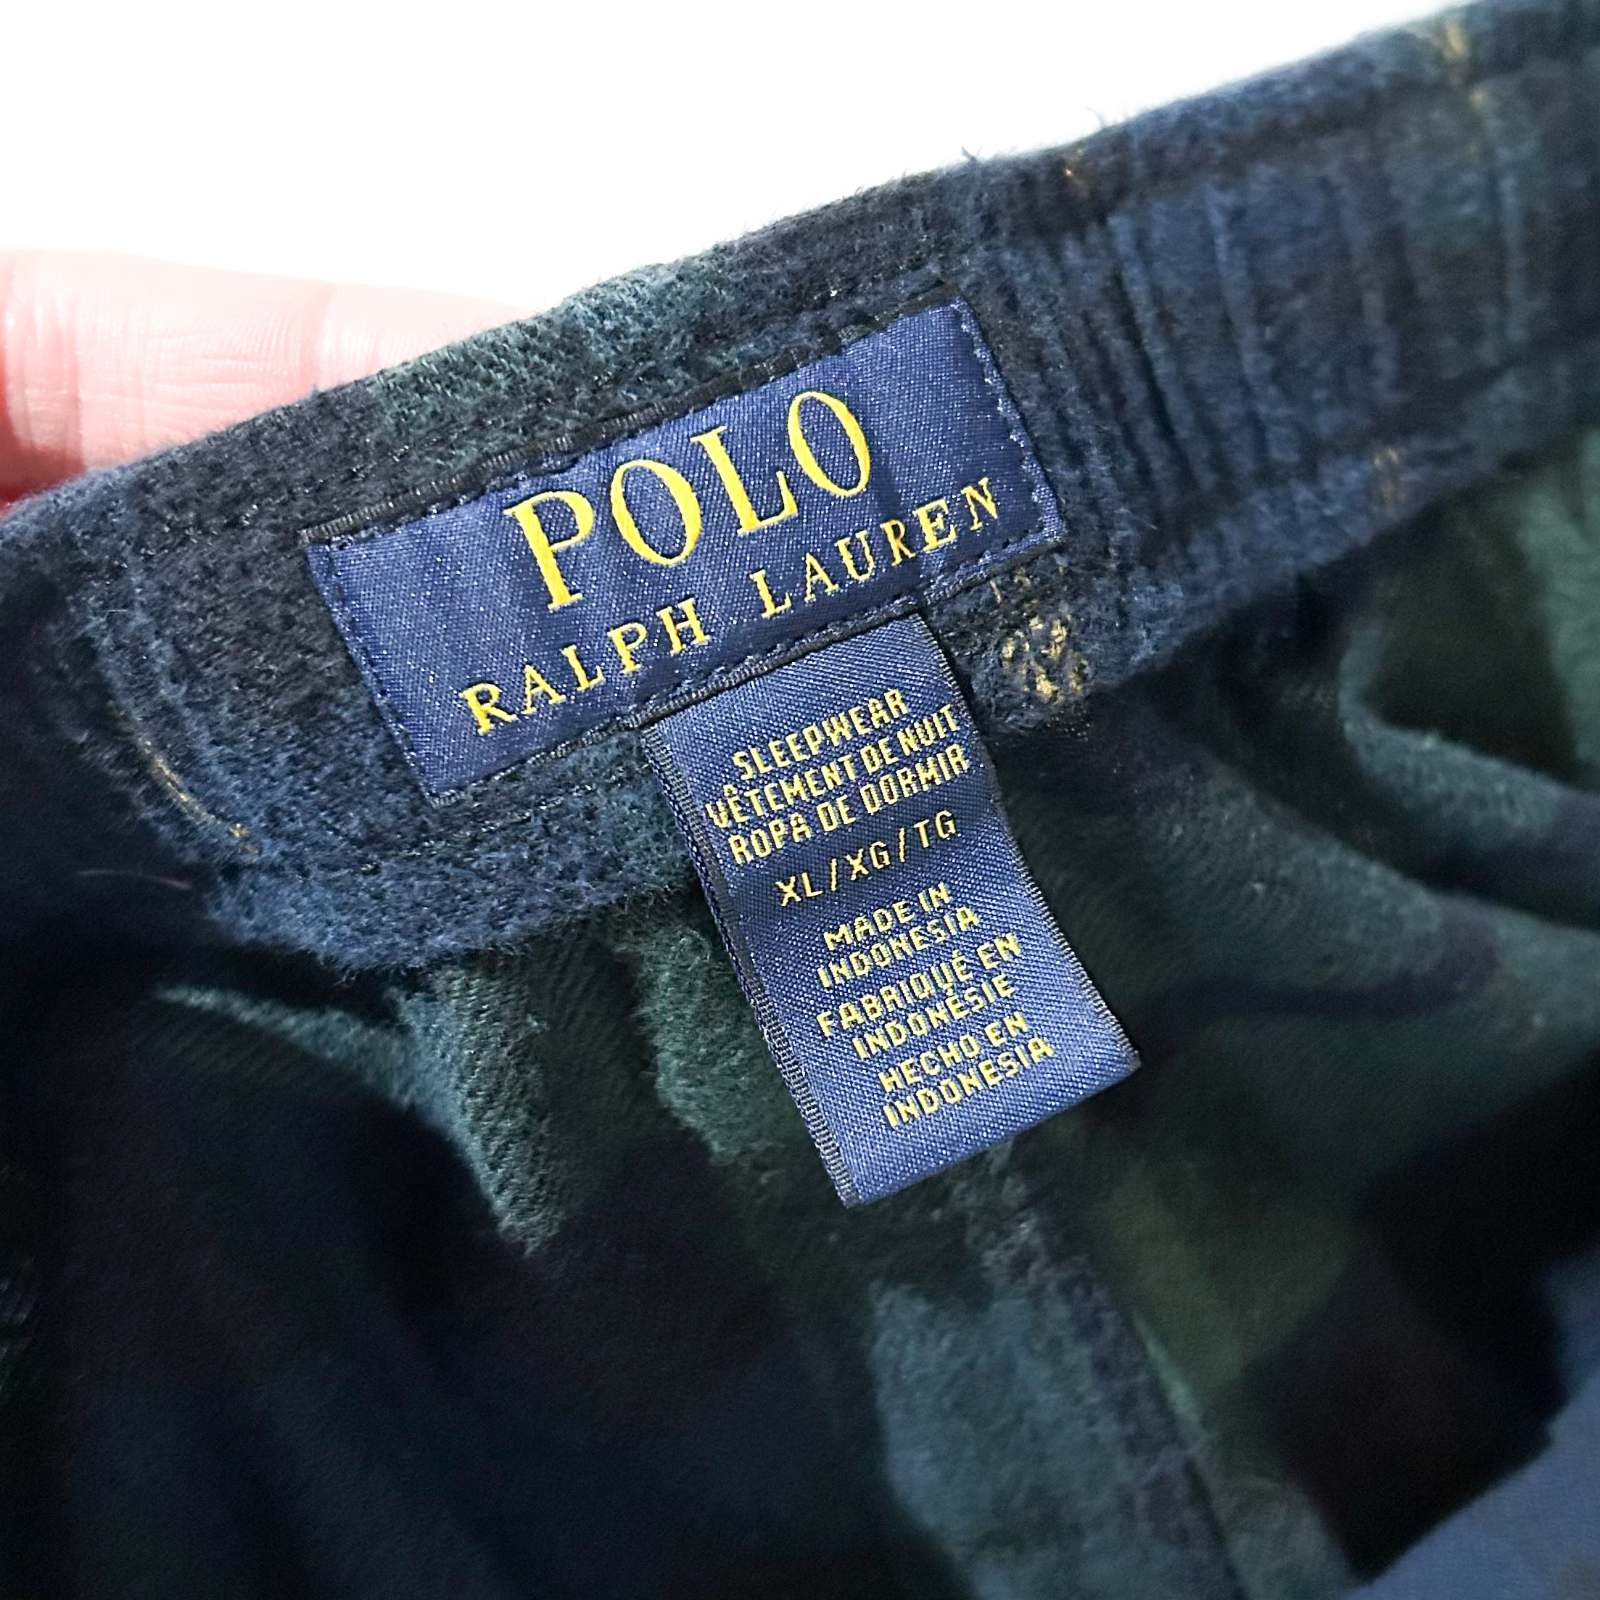 POLO
RALPH LAUREN
SLEEPWEAR
VÊTEMENT DE NUIT
ROPA DE DORMIR
XL/XG/TG
MADE IN
INDONESIA
FABRIQUÉ EN
INDONÉSIE
HECHO EN
INDONESIA